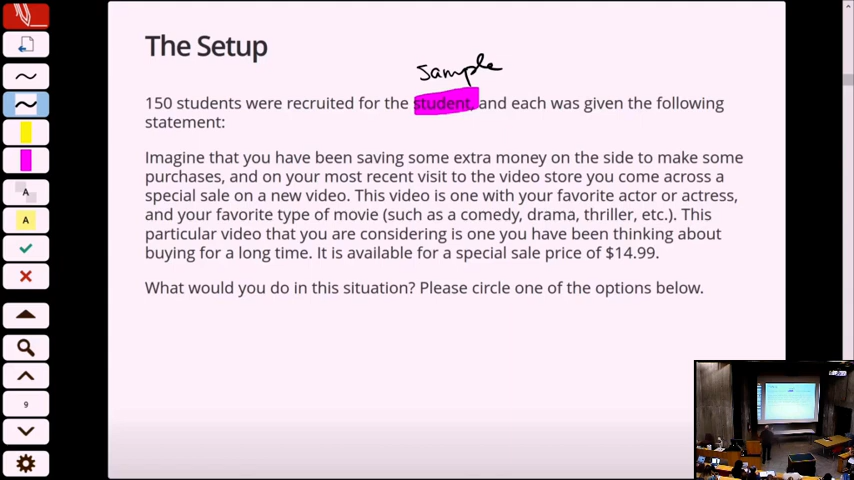 The Setup
sample
150 students were recruited for the student, and each was given the following
statement:
Imagine that you have been saving some extra money on the side to make some
purchases, and on your most recent visit to the video store you come across a
special sale on a new video. This video is one with your favorite actor or actress,
and your favorite type of movie (such as a comedy, drama, thriller, etc.). This
particular video that you are considering is one you have been thinking about
buying for a long time. It is available for a special sale price of $14.99.
What would you do in this situation? Please circle one of the options below.
A
A
9